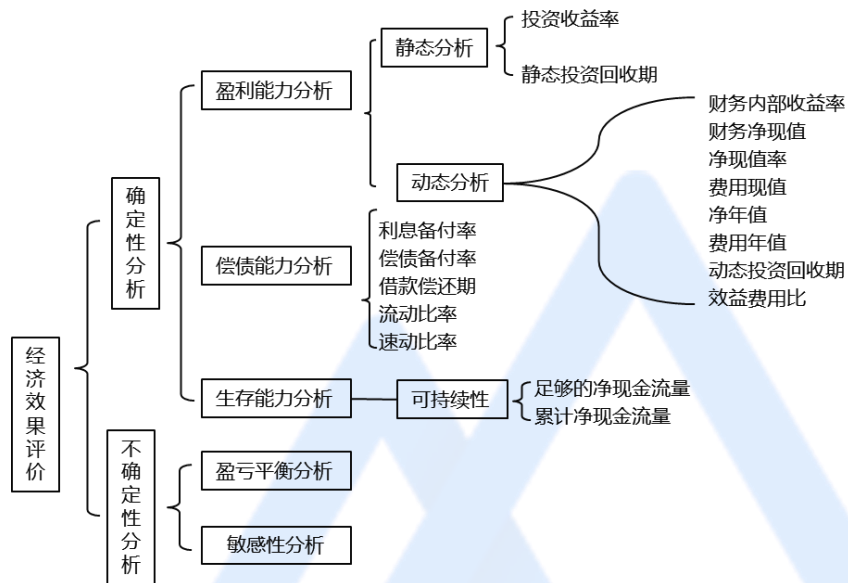 经济效果评价
确定性分析
盈利能力分析
静态分析
投资收益率
静态投资回收期
动态分析
财务内部收益率
财务净现值
净现值率
费用现值
净年值
费用年值
动态投资回收期
效益费用比
偿债能力分析
利息备付率
偿债备付率
借款偿还期
流动比率
速动比率
生存能力分析
可持续性
足够的净现金流量
累计净现金流量
不确定性分析
盈亏平衡分析
敏感性分析